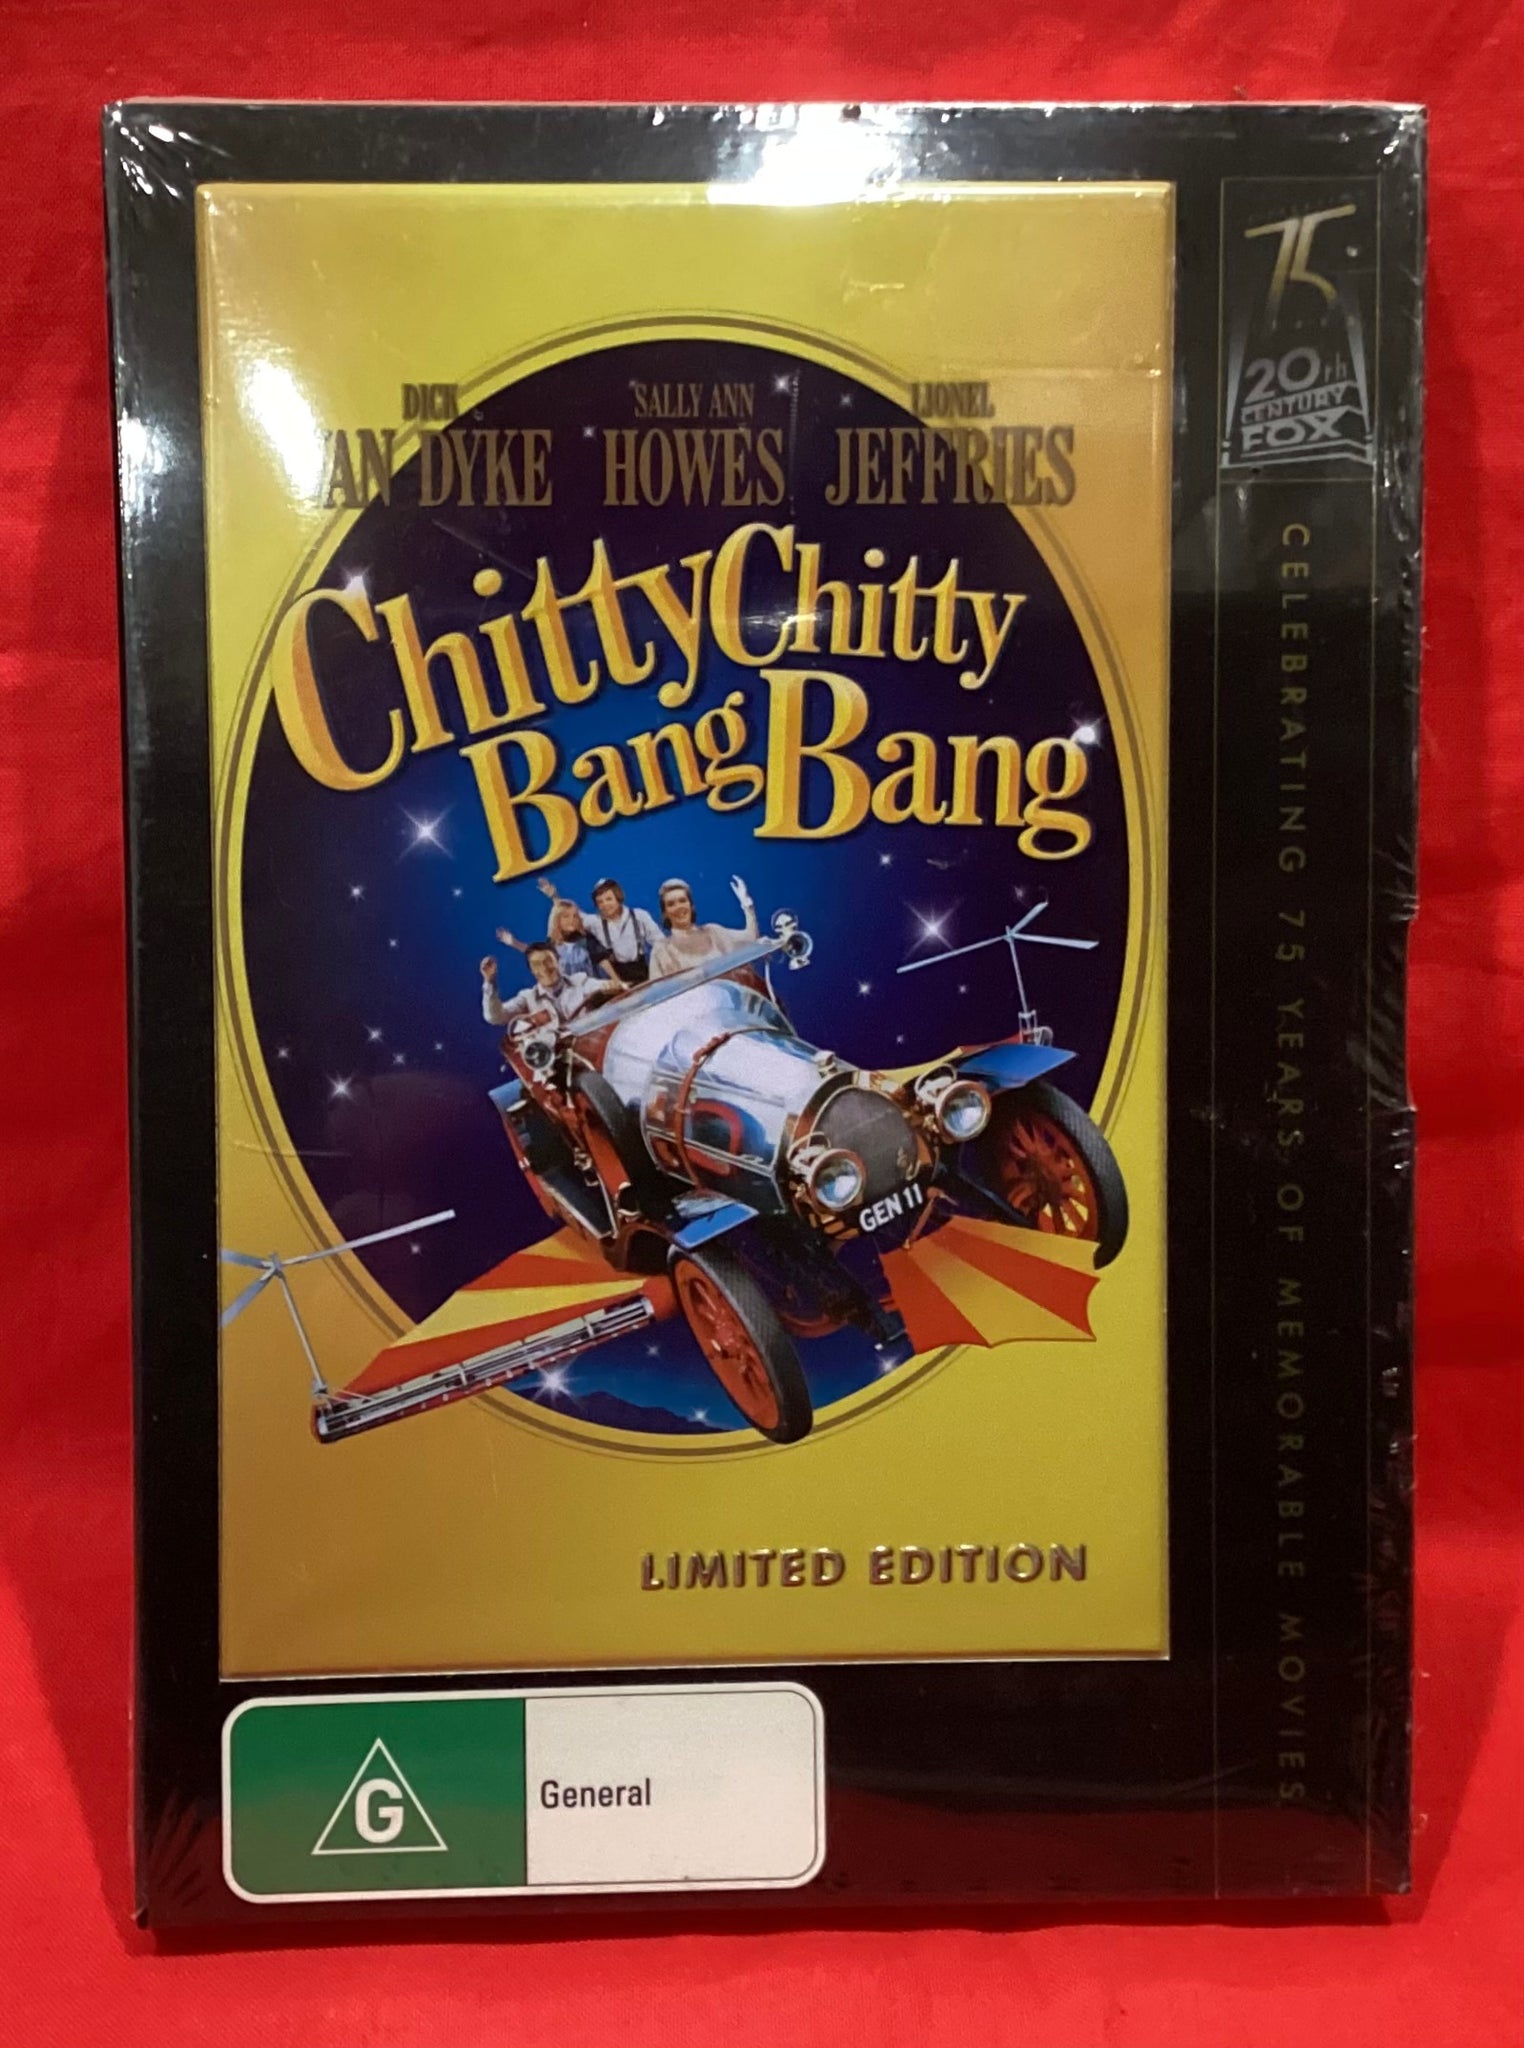 DICK SALLY ANN LIONEL
VAN DYKE HOWES JEFFRIES
Chitty Chitty
Bang Bang
GEN 11
LIMITED EDITION
G
General
75
20th
CENTURY
FOX
CELEBRATING 75 YEARS OF MEMORABLE MOVIES